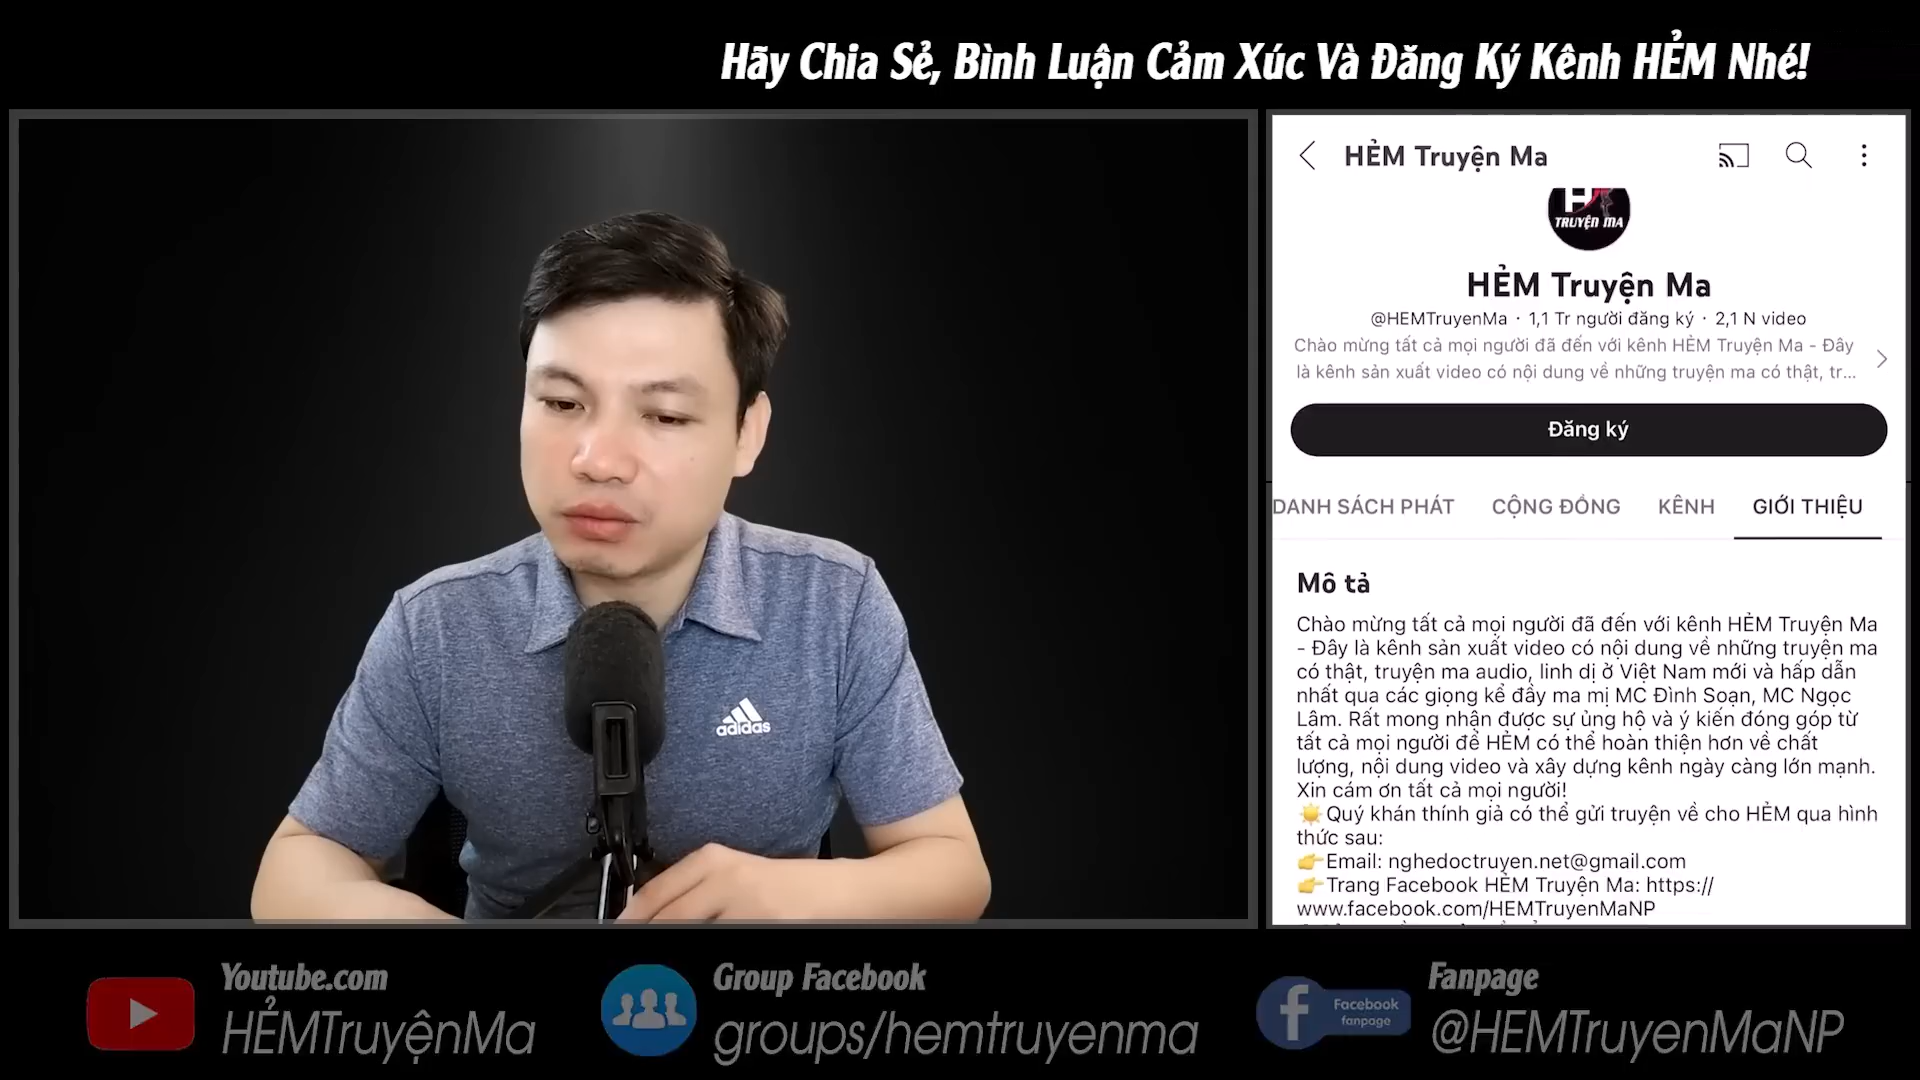 Hãy Chia Sẻ, Bình Luận Cảm Xúc Và Đăng Ký Kênh HẺM Nhé!
HẺM Truyện Ma
TRUYỆN MA
HẺM Truyện Ma
@HEMTruyenMa · 1,1 Tr người đăng ký · 2,1 N video
Chào mừng tất cả mọi người đã đến với kênh HẺM Truyện Ma - Đây
là kênh sản xuất video có nội dung về những truyện ma có thật, tr...
Đăng ký
DANH SÁCH PHÁT CỘNG ĐỒNG KÊNH GIỚI THIỆU
Mô tả
Chào mừng tất cả mọi người đã đến với kênh HẺM Truyện Ma
- Đây là kênh sản xuất video có nội dung về những truyện ma
có thật, truyện ma audio, linh dị ở Việt Nam mới và hấp dẫn
nhất qua các giọng kể đầy ma mị MC Đình Soạn, MC Ngọc
Lâm. Rất mong nhận được sự ủng hộ và ý kiến đóng góp từ
tất cả mọi người để HẺM có thể hoàn thiện hơn về chất
lượng, nội dung video và xây dựng kênh ngày càng lớn mạnh.
Xin cám ơn tất cả mọi người!
☀️Quý khán thính giả có thể gửi truyện về cho HẺM qua hình
thức sau:
👉Email: nghedoctruyen.net@gmail.com
👉Trang Facebook HẺM Truyện Ma: https://
www.facebook.com/HEMTruyenMaNP
adidas
Youtube.com
HẺMTruyệnMa
Group Facebook
groups/hemtruyenma
Facebook
fanpage
Fanpage
@HEMTruyenMaNP